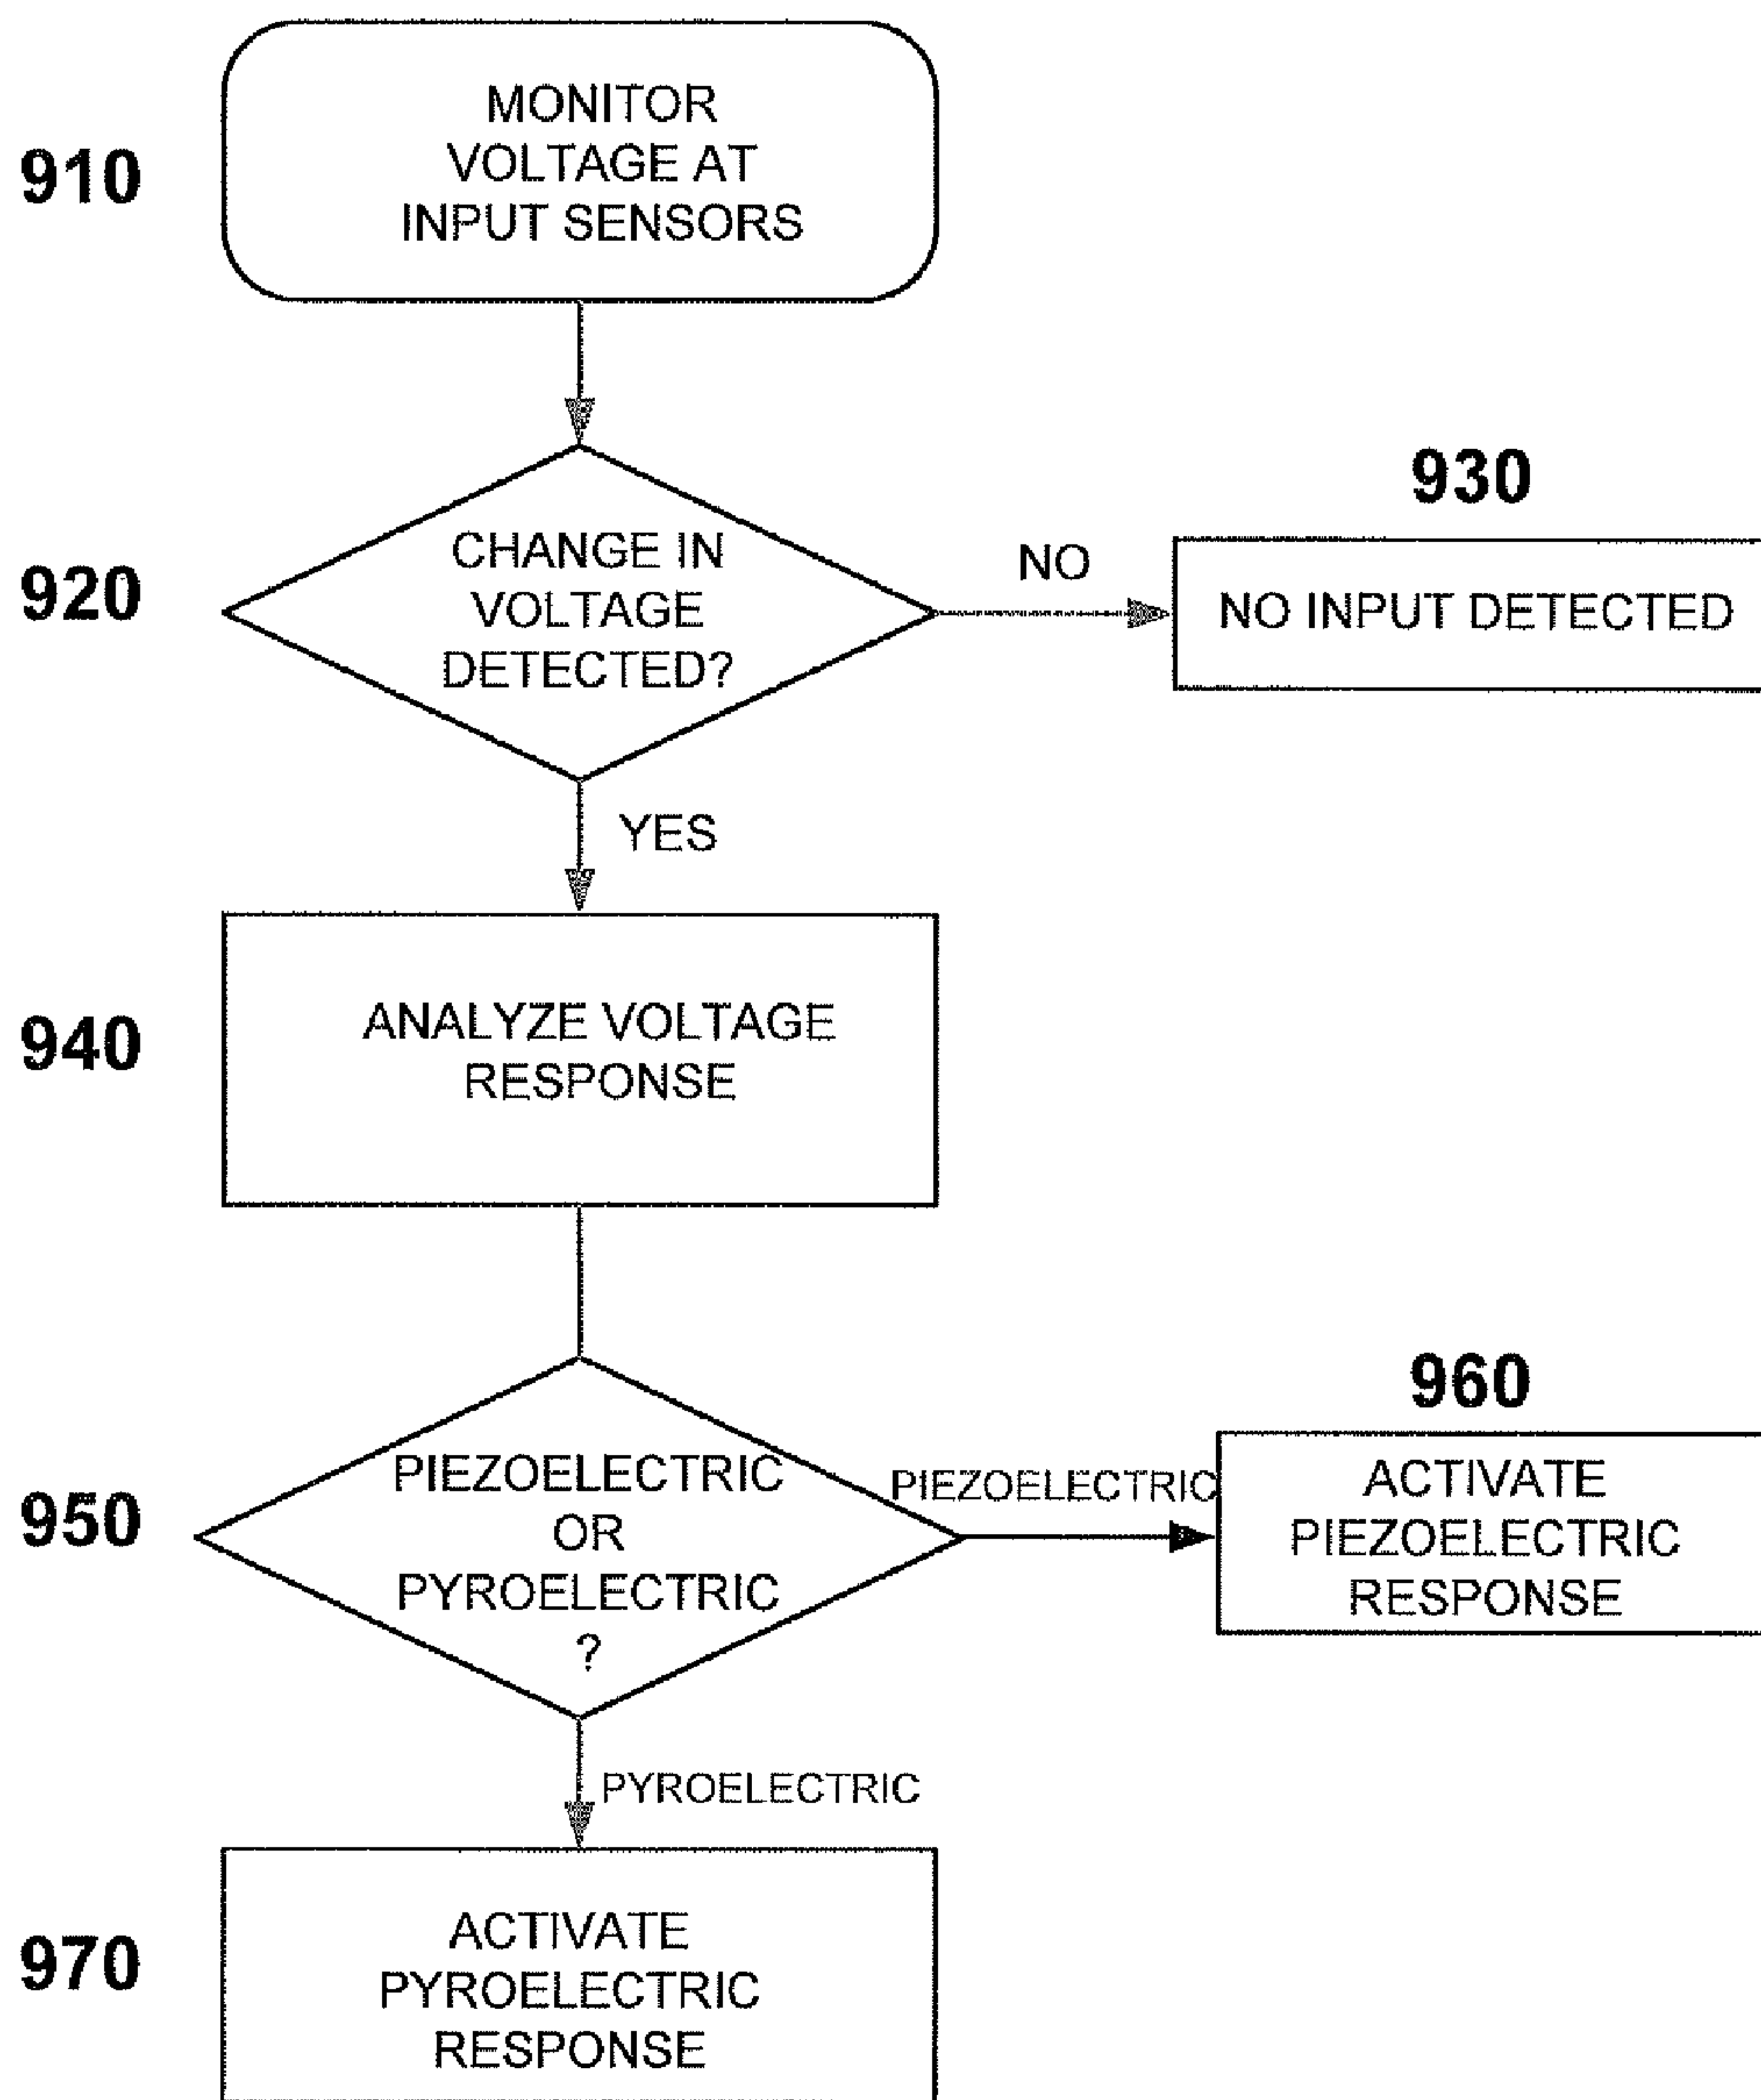 910
MONITOR
VOLTAGE AT
INPUT SENSORS
920
CHANGE IN
VOLTAGE
DETECTED?
NO
930
NO INPUT DETECTED
YES
940
ANALYZE VOLTAGE
RESPONSE
950
PIEZOELECTRIC
OR
PYROELECTRIC
?
PIEZOELECTRIC
960
ACTIVATE
PIEZOELECTRIC
RESPONSE
PYROELECTRIC
970
ACTIVATE
PYROELECTRIC
RESPONSE